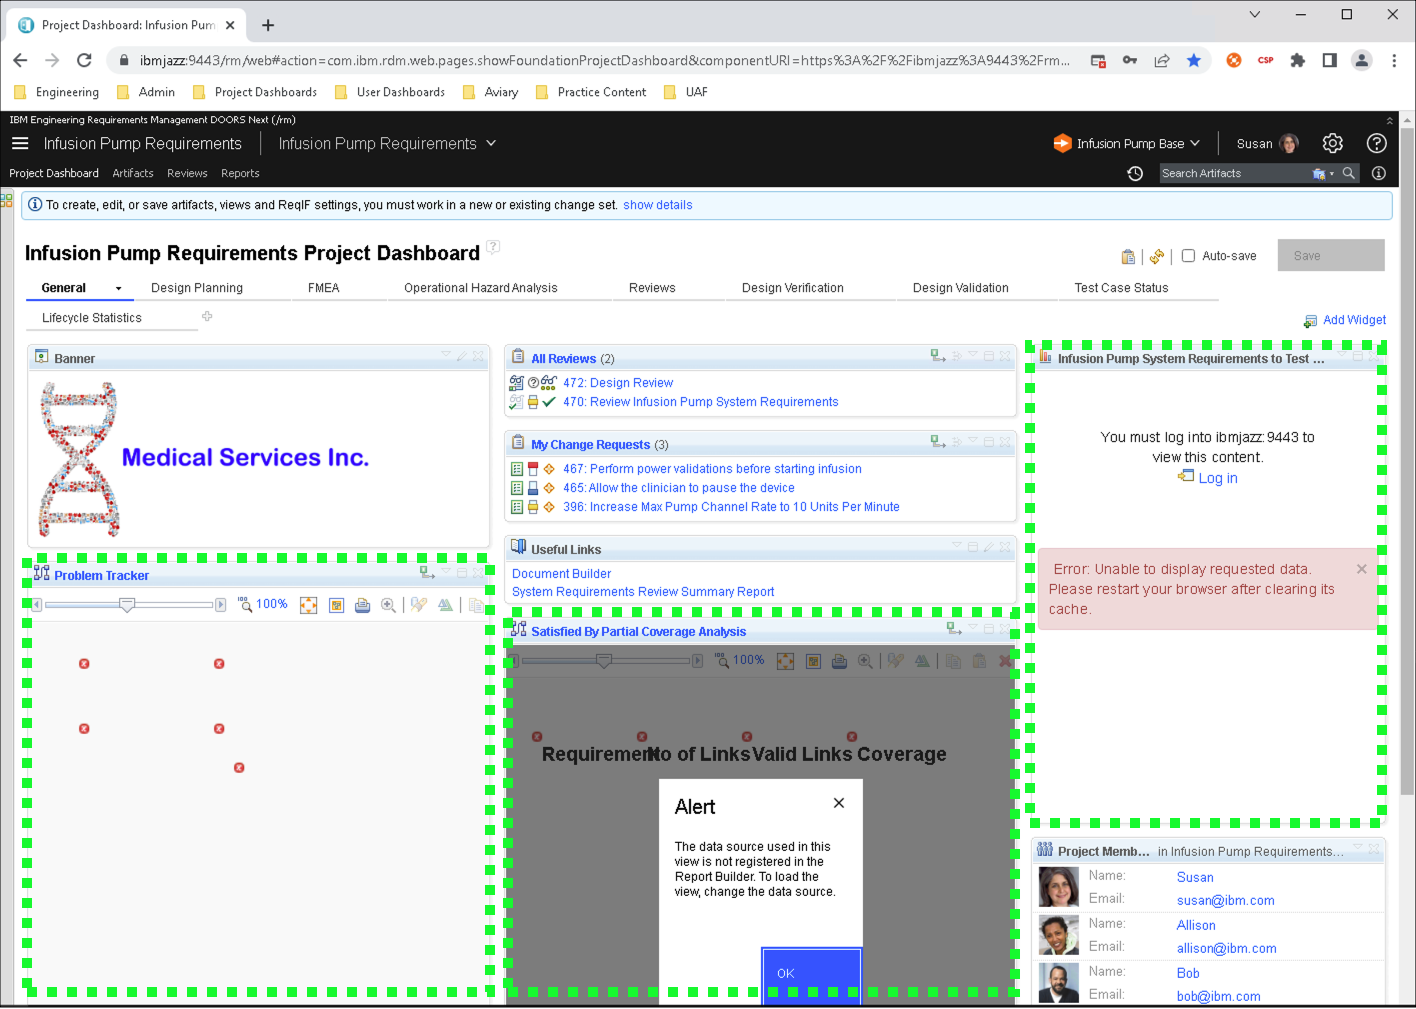 Project Dashboard: Infusion Pum
ibmjazz:9443/rm/web#action=com.ibm.rdm.web.pages.showFoundationProjectDashboard&componentURI=https%3A%2F%2Fibmjazz%3A9443%2Frm...
CSP
Engineering Admin Project Dashboards User Dashboards Aviary Practice Content UAF
IBM Engineering Requirements Management DOORS Next (/rm)
Infusion Pump Requirements Infusion Pump Requirements Infusion Pump Base Susan
Project Dashboard Artifacts Reviews Reports Search Artifacts
To create, edit, or save artifacts, views and ReqIF settings, you must work in a new or existing change set. show details
Infusion Pump Requirements Project Dashboard
Auto-save Save
General Design Planning FMEA Operational Hazard Analysis Reviews Design Verification Design Validation Test Case Status
Lifecycle Statistics
Add Widget
Banner
Medical Services Inc.
Problem Tracker
100%
All Reviews (2)
472: Design Review
470: Review Infusion Pump System Requirements
My Change Requests (3)
467: Perform power validations before starting infusion
465: Allow the clinician to pause the device
396: Increase Max Pump Channel Rate to 10 Units Per Minute
Useful Links
Document Builder
System Requirements Review Summary Report
Satisfied By Partial Coverage Analysis
100%
Requirement No of Links Valid Links Coverage
Alert
The data source used in this
view is not registered in the
Report Builder. To load the
view, change the data source.
OK
Infusion Pump System Requirements to Test ...
You must log into ibmjazz:9443 to
view this content.
Log in
Error: Unable to display requested data.
Please restart your browser after clearing its
cache.
Project Memb... in Infusion Pump Requirements...
Name: Susan
Email: susan@ibm.com
Name: Allison
Email: allison@ibm.com
Name: Bob
Email: bob@ibm.com